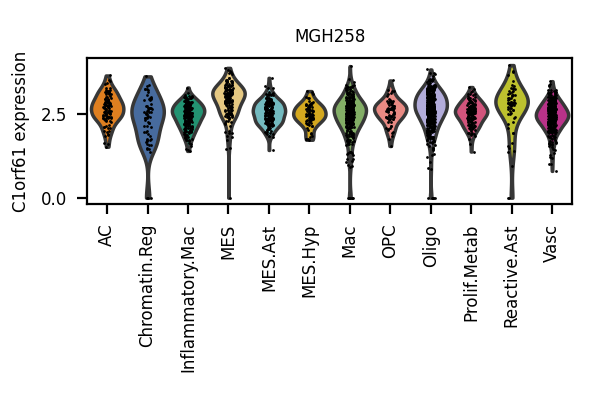 MGH258
C1orf61 expression
2.5
0.0
AC
Chromatin.Reg
Inflammatory.Mac
MES
MES.Ast
MES.Hyp
Mac
OPC
Oligo
Prolif.Metab
Reactive.Ast
Vasc